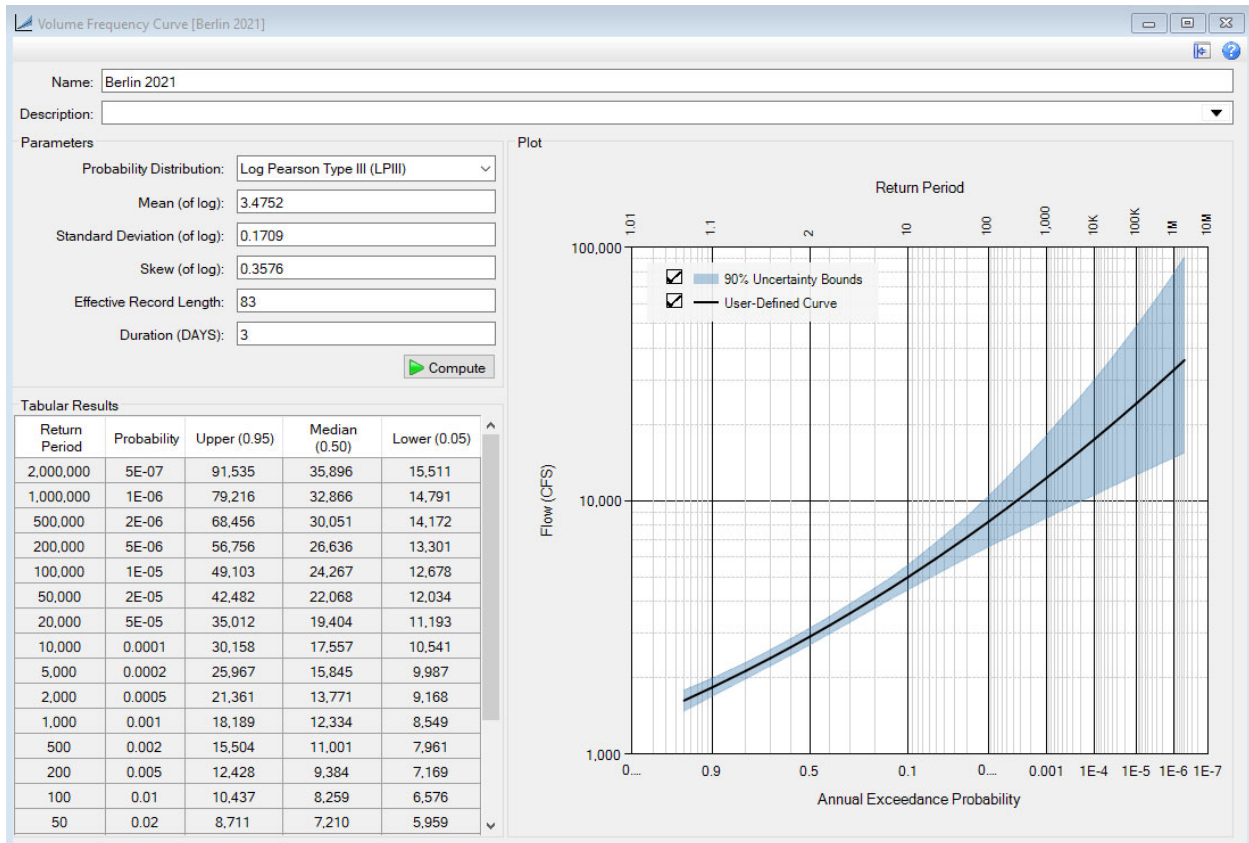 Volume Frequency Curve [Berlin 2021]
Name: Berlin 2021
Description:
Parameters
Probability Distribution: Log Pearson Type III (LPIII)
Mean (of log): 3.4752
Standard Deviation (of log): 0.1709
Skew (of log): 0.3576
Effective Record Length: 83
Duration (DAYS): 3
Compute
Tabular Results
Return Period Probability Upper (0.95) Median (0.50) Lower (0.05)
2,000,000 5E-07 91,535 35,896 15,511
1,000,000 1E-06 79,216 32,866 14,791
500,000 2E-06 68,456 30,051 14,172
200,000 5E-06 56,756 26,636 13,301
100,000 1E-05 49,103 24,267 12,678
50,000 2E-05 42,482 22,068 12,034
20,000 5E-05 35,012 19,404 11,193
10,000 0.0001 30,158 17,557 10,541
5,000 0.0002 25,967 15,845 9,987
2,000 0.0005 21,361 13,771 9,168
1,000 0.001 18,189 12,334 8,549
500 0.002 15,504 11,001 7,961
200 0.005 12,428 9,384 7,169
100 0.01 10,437 8,259 6,576
50 0.02 8,711 7,210 5,959
Plot
Return Period
1.01 1.1 2 10 100 1,000 10K 100K 1M 10M
100,000
90% Uncertainty Bounds
User-Defined Curve
Flow (CFS)
10,000
1,000
0.... 0.9 0.5 0.1 0.... 0.001 1E-4 1E-5 1E-6 1E-7
Annual Exceedance Probability